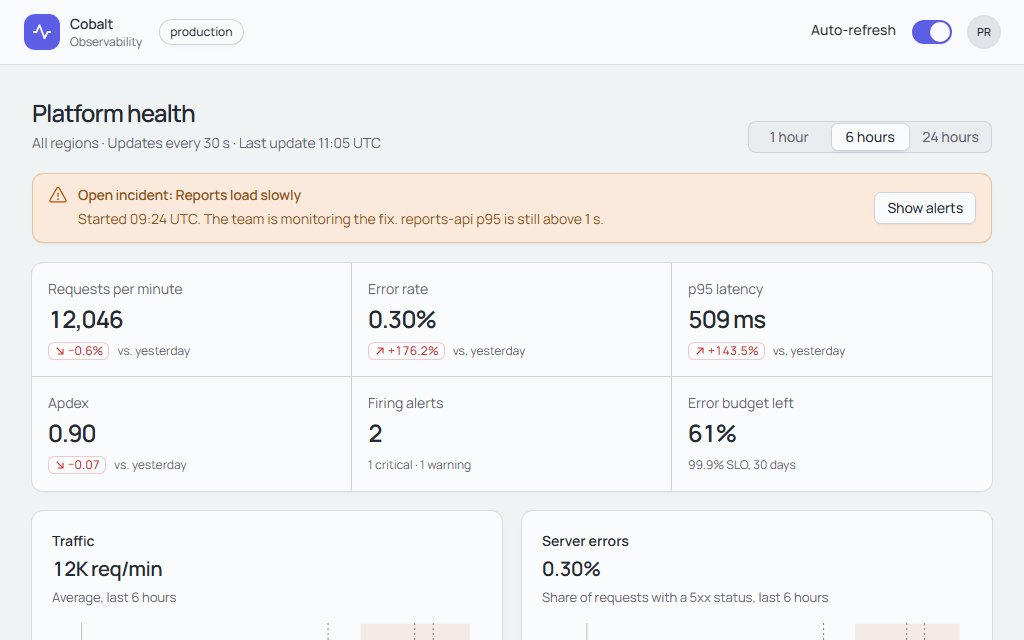 Cobalt
Observability
production
Auto-refresh
PR
Platform health
All regions · Updates every 30 s · Last update 11:05 UTC
1 hour
6 hours
24 hours
Open incident: Reports load slowly
Started 09:24 UTC. The team is monitoring the fix. reports-api p95 is still above 1 s.
Show alerts
Requests per minute
12,046
↘ −0.6% vs. yesterday
Error rate
0.30%
↗ +176.2% vs. yesterday
p95 latency
509 ms
↗ +143.5% vs. yesterday
Apdex
0.90
↘ −0.07 vs. yesterday
Firing alerts
2
1 critical · 1 warning
Error budget left
61%
99.9% SLO, 30 days
Traffic
12K req/min
Average, last 6 hours
Server errors
0.30%
Share of requests with a 5xx status, last 6 hours